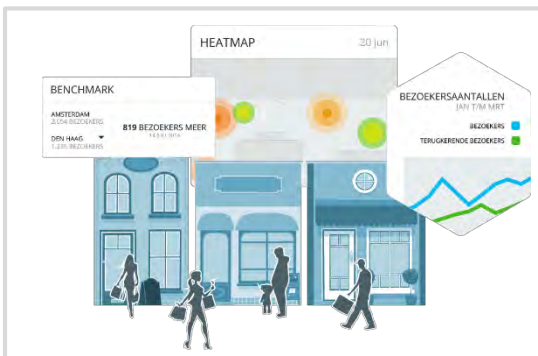 HEATMAP
20 jun
BENCHMARK
AMSTERDAM
2.054 BEZOEKERS
819 BEZOEKERS MEER
DEN HAAG
1.235 BEZOEKERS
BEZOEKERSAANTALLEN
JAN T/M MRT
BEZOEKERS
TERUGKERENDE BEZOEKERS